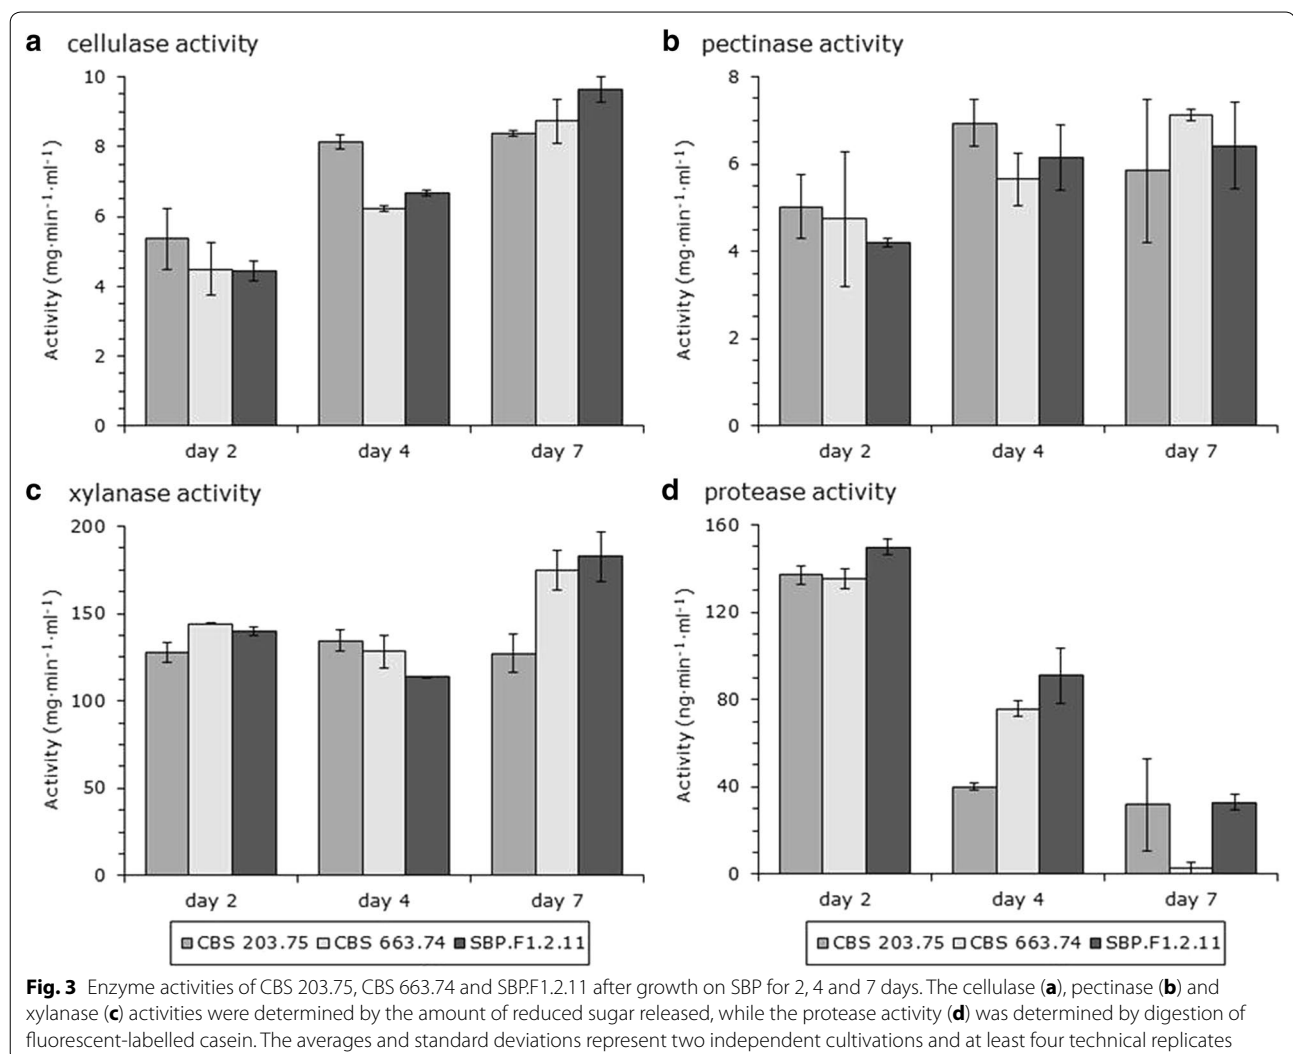 a cellulase activity
Activity (mg·min⁻¹·ml⁻¹)
10
8
6
4
2
0
day 2 day 4 day 7
b pectinase activity
Activity (mg·min⁻¹·ml⁻¹)
8
6
4
2
0
day 2 day 4 day 7
c xylanase activity
Activity (mg·min⁻¹·ml⁻¹)
200
150
100
50
0
day 2 day 4 day 7
CBS 203.75 CBS 663.74 SBP.F1.2.11
d protease activity
Activity (ng·min⁻¹·ml⁻¹)
160
120
80
40
0
day 2 day 4 day 7
CBS 203.75 CBS 663.74 SBP.F1.2.11
Fig. 3 Enzyme activities of CBS 203.75, CBS 663.74 and SBP.F1.2.11 after growth on SBP for 2, 4 and 7 days. The cellulase (a), pectinase (b) and
xylanase (c) activities were determined by the amount of reduced sugar released, while the protease activity (d) was determined by digestion of
fluorescent-labelled casein. The averages and standard deviations represent two independent cultivations and at least four technical replicates